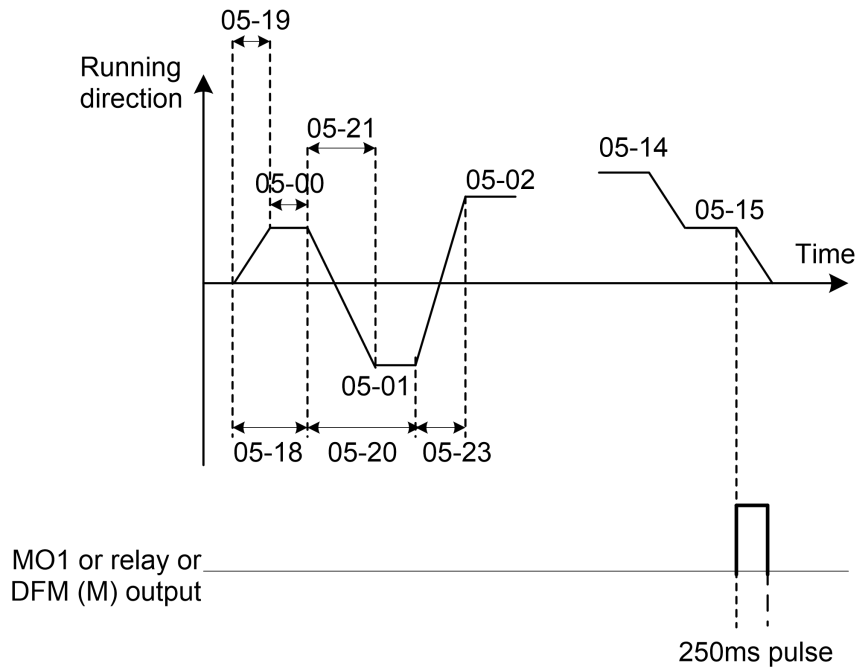 05-19
Running
direction
05-21
05-00
05-02
05-14
05-15
Time
05-01
05-18
05-20
05-23
MO1 or relay or
DFM (M) output
250ms pulse